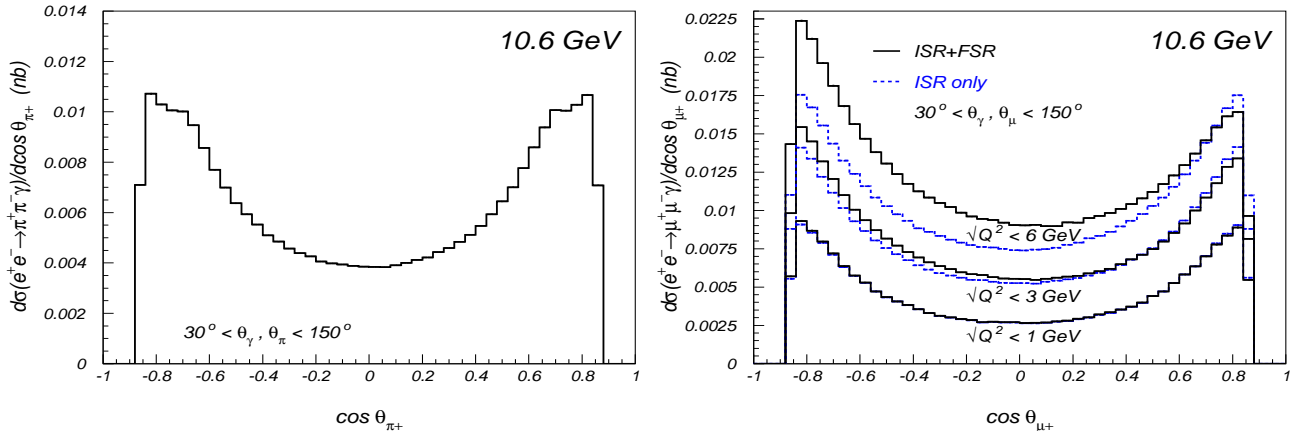 10.6 GeV
dσ(e⁺e⁻→π⁺π⁻γ)/dcosθπ+ (nb)
0.014
0.012
0.01
0.008
0.006
0.004
0.002
0
30° < θγ , θπ < 150°
-1 -0.8 -0.6 -0.4 -0.2 0 0.2 0.4 0.6 0.8 1
cos θπ+
10.6 GeV
dσ(e⁺e⁻→μ⁺μ⁻γ)/dcosθμ+ (nb)
0.0225
0.02
0.0175
0.015
0.0125
0.01
0.0075
0.005
0.0025
0
ISR+FSR
ISR only
30° < θγ , θμ < 150°
√Q² < 6 GeV
√Q² < 3 GeV
√Q² < 1 GeV
-1 -0.8 -0.6 -0.4 -0.2 0 0.2 0.4 0.6 0.8 1
cos θμ+